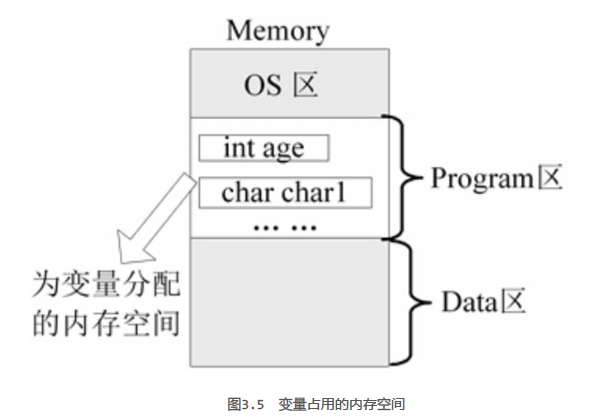 Memory
OS 区
int age
char char1
... ...
Program区
为变量分配
的内存空间
Data区
图3.5 变量占用的内存空间